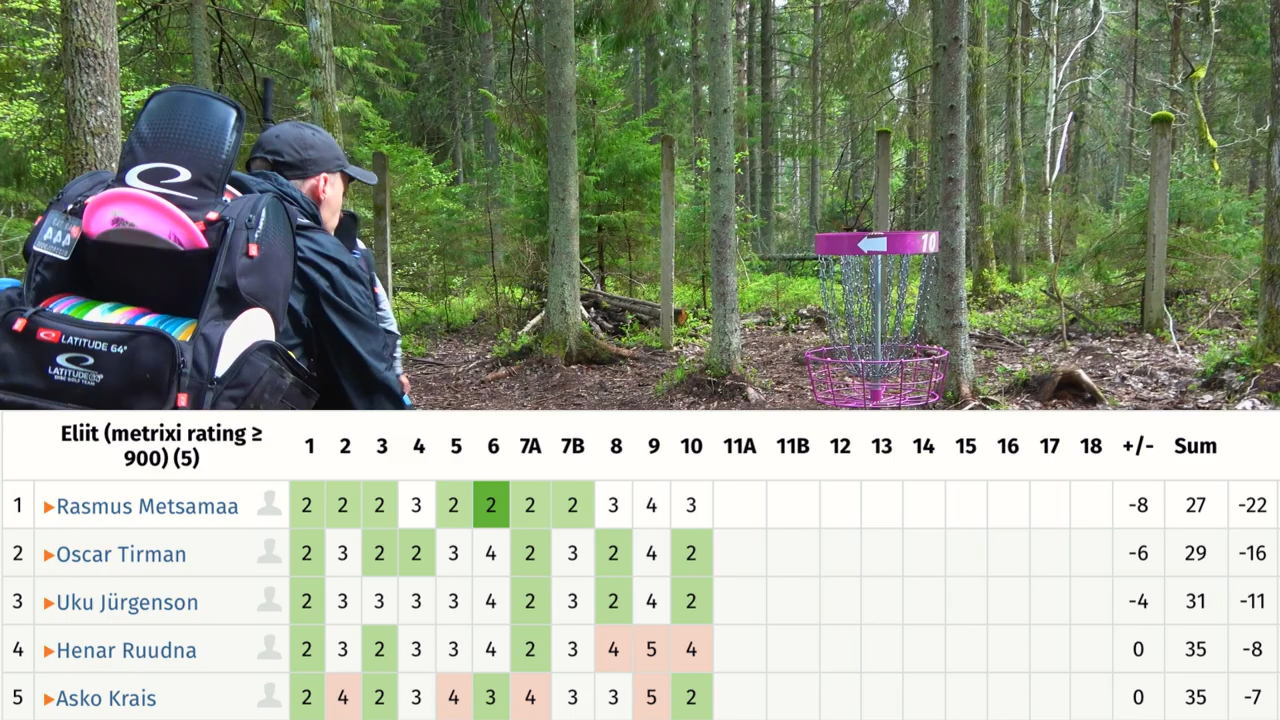 AAA
LATITUDE 64°
LATITUDE 64°
DISC GOLF TEAM
10
Eliit (metrixi rating ≥ 900) (5) 1 2 3 4 5 6 7A 7B 8 9 10 11A 11B 12 13 14 15 16 17 18 +/- Sum
1 Rasmus Metsamaa 2 2 2 3 2 2 2 2 3 4 3 -8 27 -22
2 Oscar Tirman 2 3 2 2 3 4 2 3 2 4 2 -6 29 -16
3 Uku Jürgenson 2 3 3 3 3 4 2 3 2 4 2 -4 31 -11
4 Henar Ruudna 2 3 2 3 3 4 2 3 4 5 4 0 35 -8
5 Asko Krais 2 4 2 3 4 3 4 3 3 5 2 0 35 -7